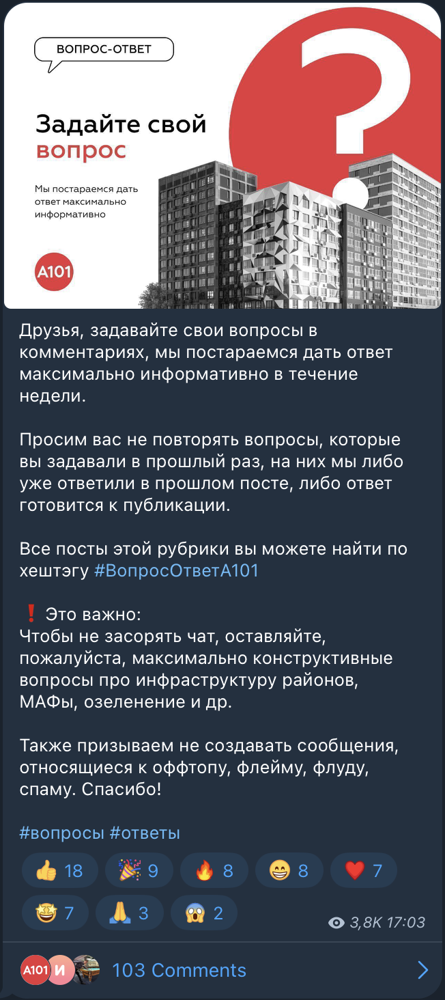 ВОПРОС-ОТВЕТ
Задайте свой
вопрос
Мы постараемся дать
ответ максимально
информативно
А101
Друзья, задавайте свои вопросы в
комментариях, мы постараемся дать ответ
максимально информативно в течение
недели.
Просим вас не повторять вопросы, которые
вы задавали в прошлый раз, на них мы либо
уже ответили в прошлом посте, либо ответ
готовится к публикации.
Все посты этой рубрики вы можете найти по
хештэгу #ВопросОтветА101
❗ Это важно:
Чтобы не засорять чат, оставляйте,
пожалуйста, максимально конструктивные
вопросы про инфраструктуру районов,
МАФы, озеленение и др.
Также призываем не создавать сообщения,
относящиеся к оффтопу, флейму, флуду,
спаму. Спасибо!
#вопросы #ответы
👍 18 🎉 9 🔥 8 😁 8 ❤ 7
🤩 7 🙏 3 😱 2
3,8K 17:03
А101 И 103 Comments